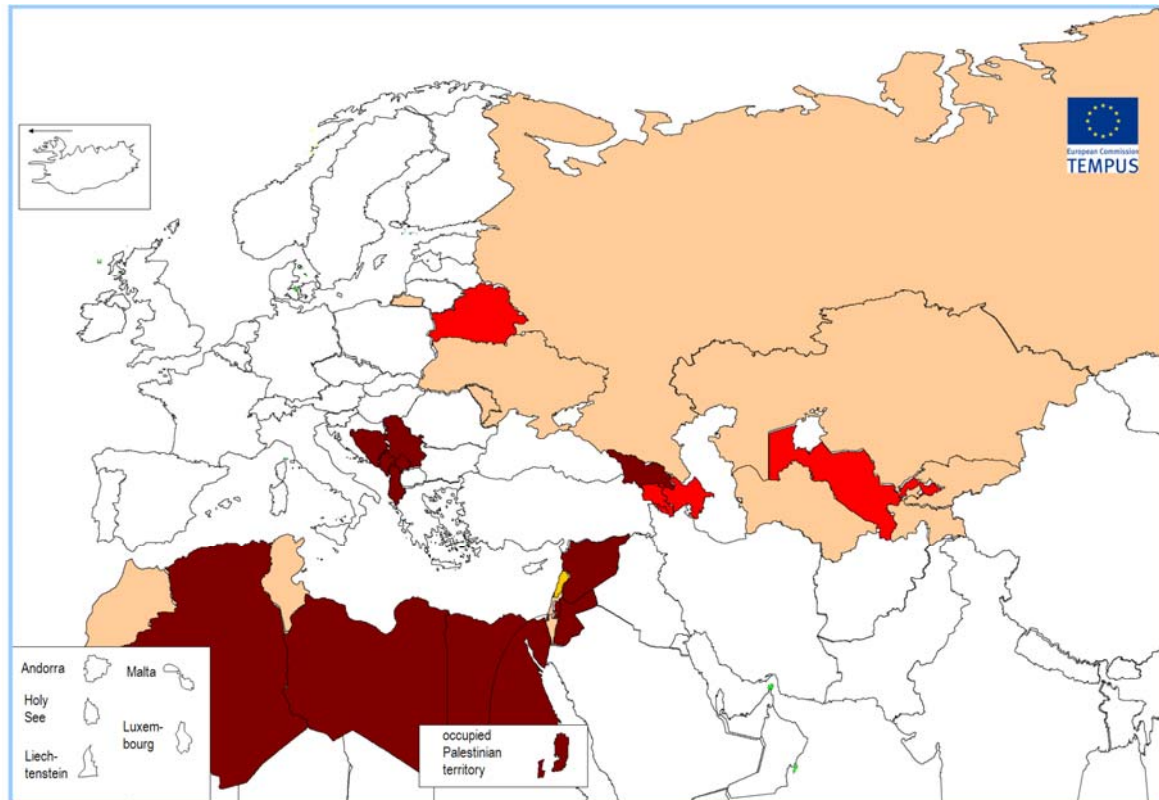 European Commission
TEMPUS
Andorra
Malta
Holy
See
Luxem-
bourg
Liech-
tenstein
occupied
Palestinian
territory